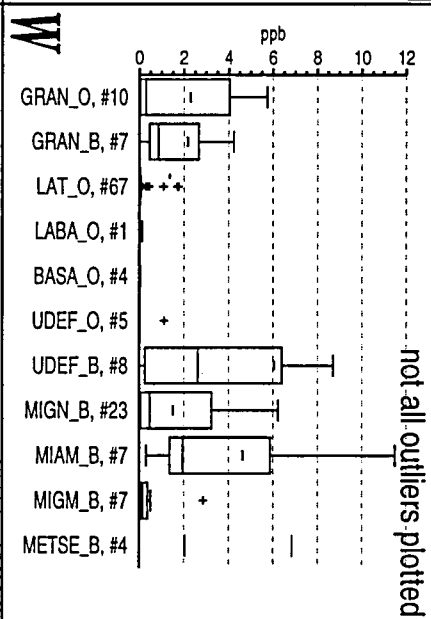 W
ppb
0 2 4 6 8 10 12
GRAN_O, #10
GRAN_B, #7
LAT_O, #67
LABA_O, #1
BASA_O, #4
UDEF_O, #5
UDEF_B, #8
MIGN_B, #23
MIAM_B, #7
MIGM_B, #7
METSE_B, #4
not all outliers plotted